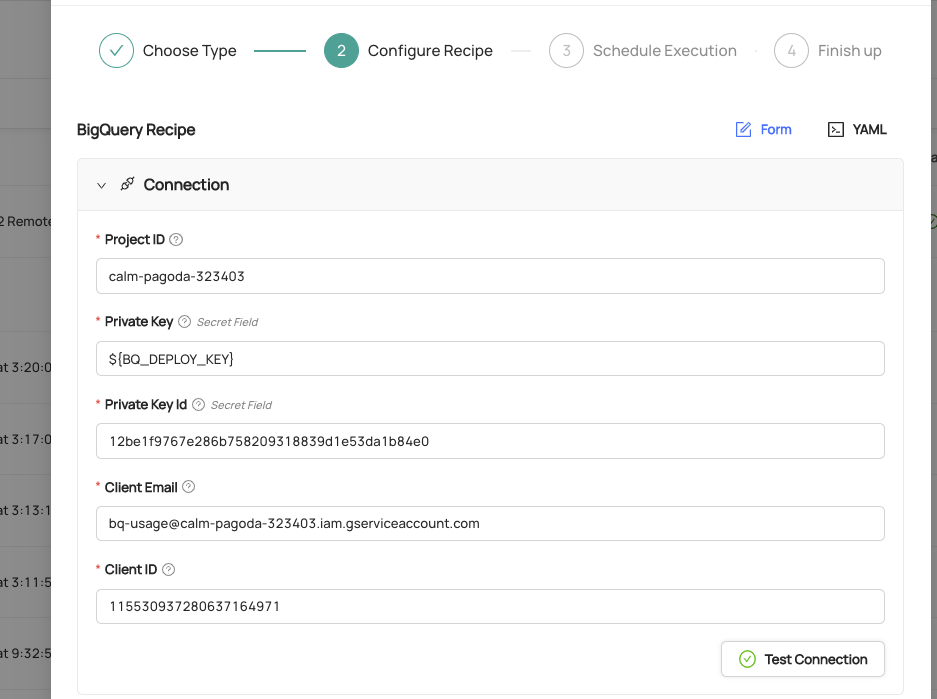 Choose Type
2 Configure Recipe
3 Schedule Execution
4 Finish up
BigQuery Recipe
Form
YAML
Connection
2 Remote
* Project ID
calm-pagoda-323403
* Private Key Secret Field
${BQ_DEPLOY_KEY}
at 3:20:0
* Private Key Id Secret Field
12be1f9767e286b758209318839d1e53da1b84e0
at 3:17:0
* Client Email
bq-usage@calm-pagoda-323403.iam.gserviceaccount.com
at 3:13:1
* Client ID
115530937280637164971
at 3:11:5
Test Connection
at 9:32:5